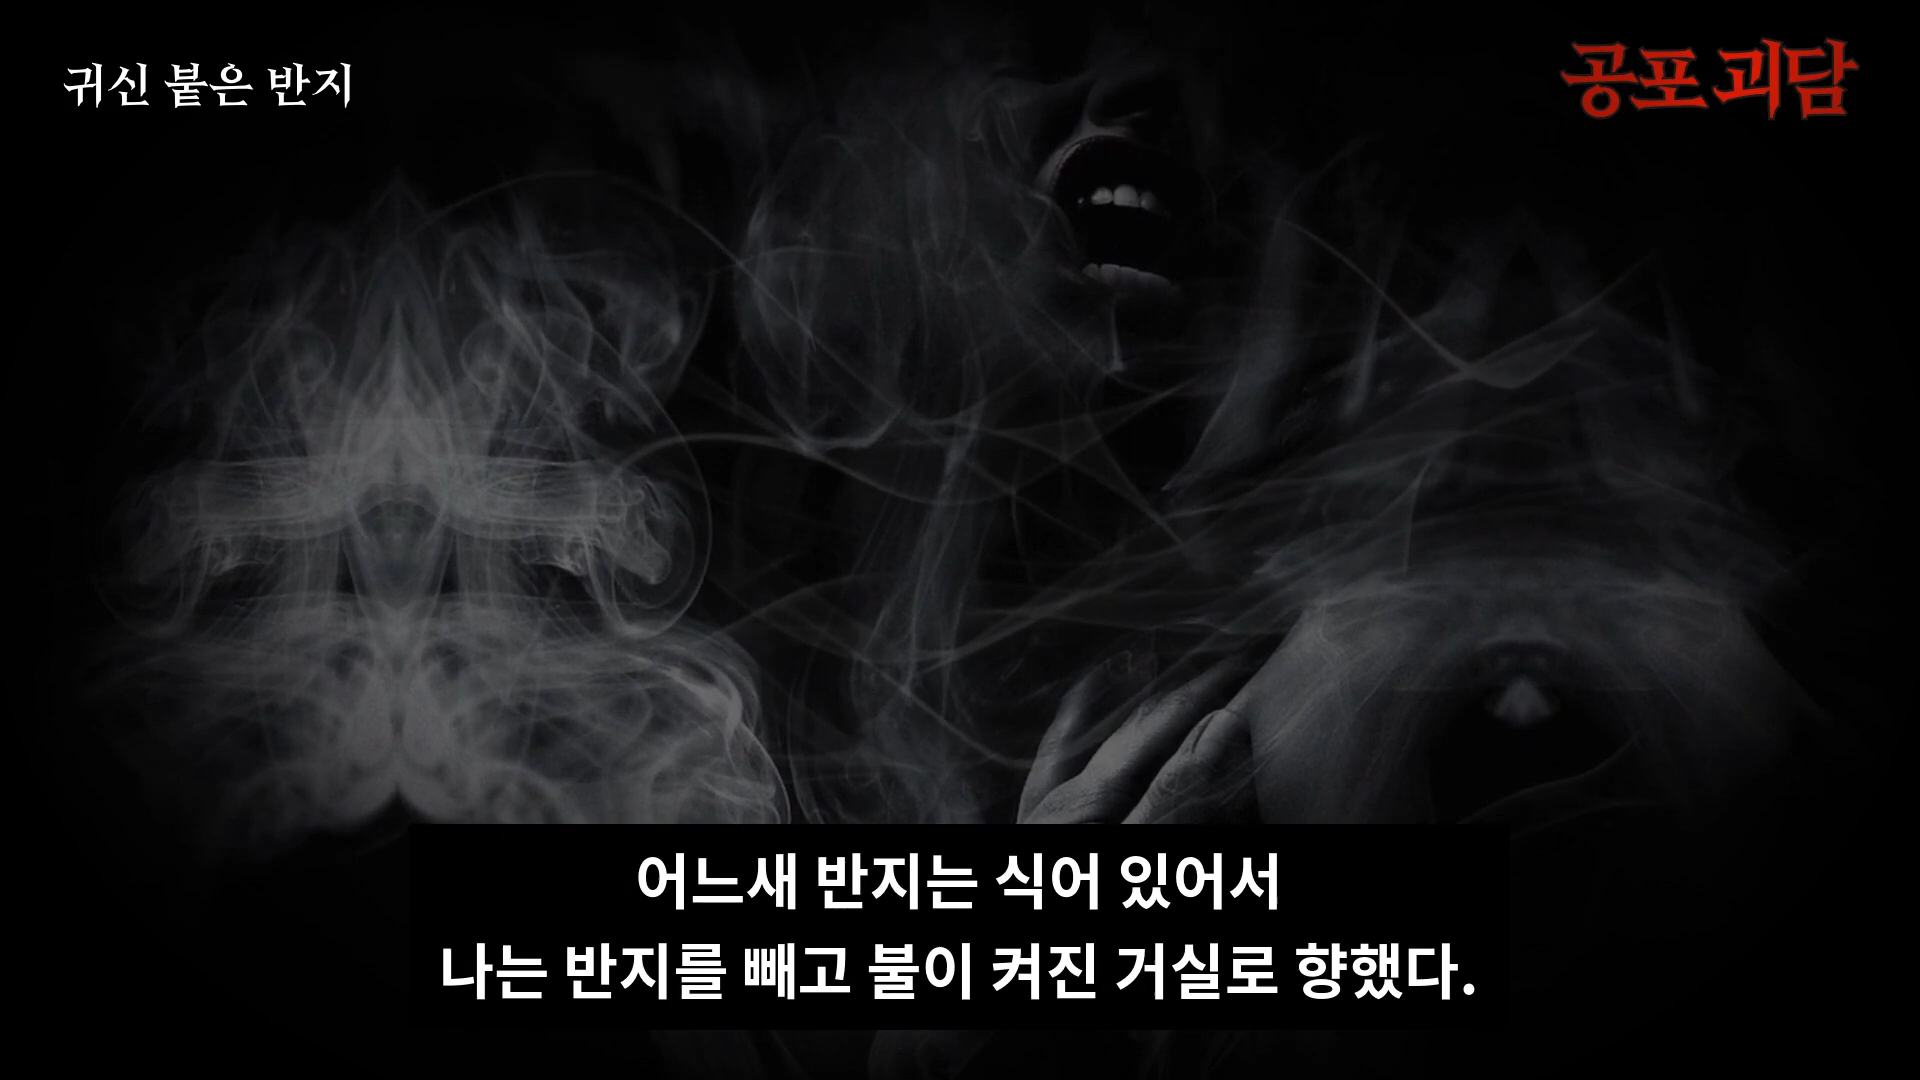 귀신 붙은 반지
공포 괴담
어느새 반지는 식어 있어서
나는 반지를 빼고 불이 켜진 거실로 향했다.